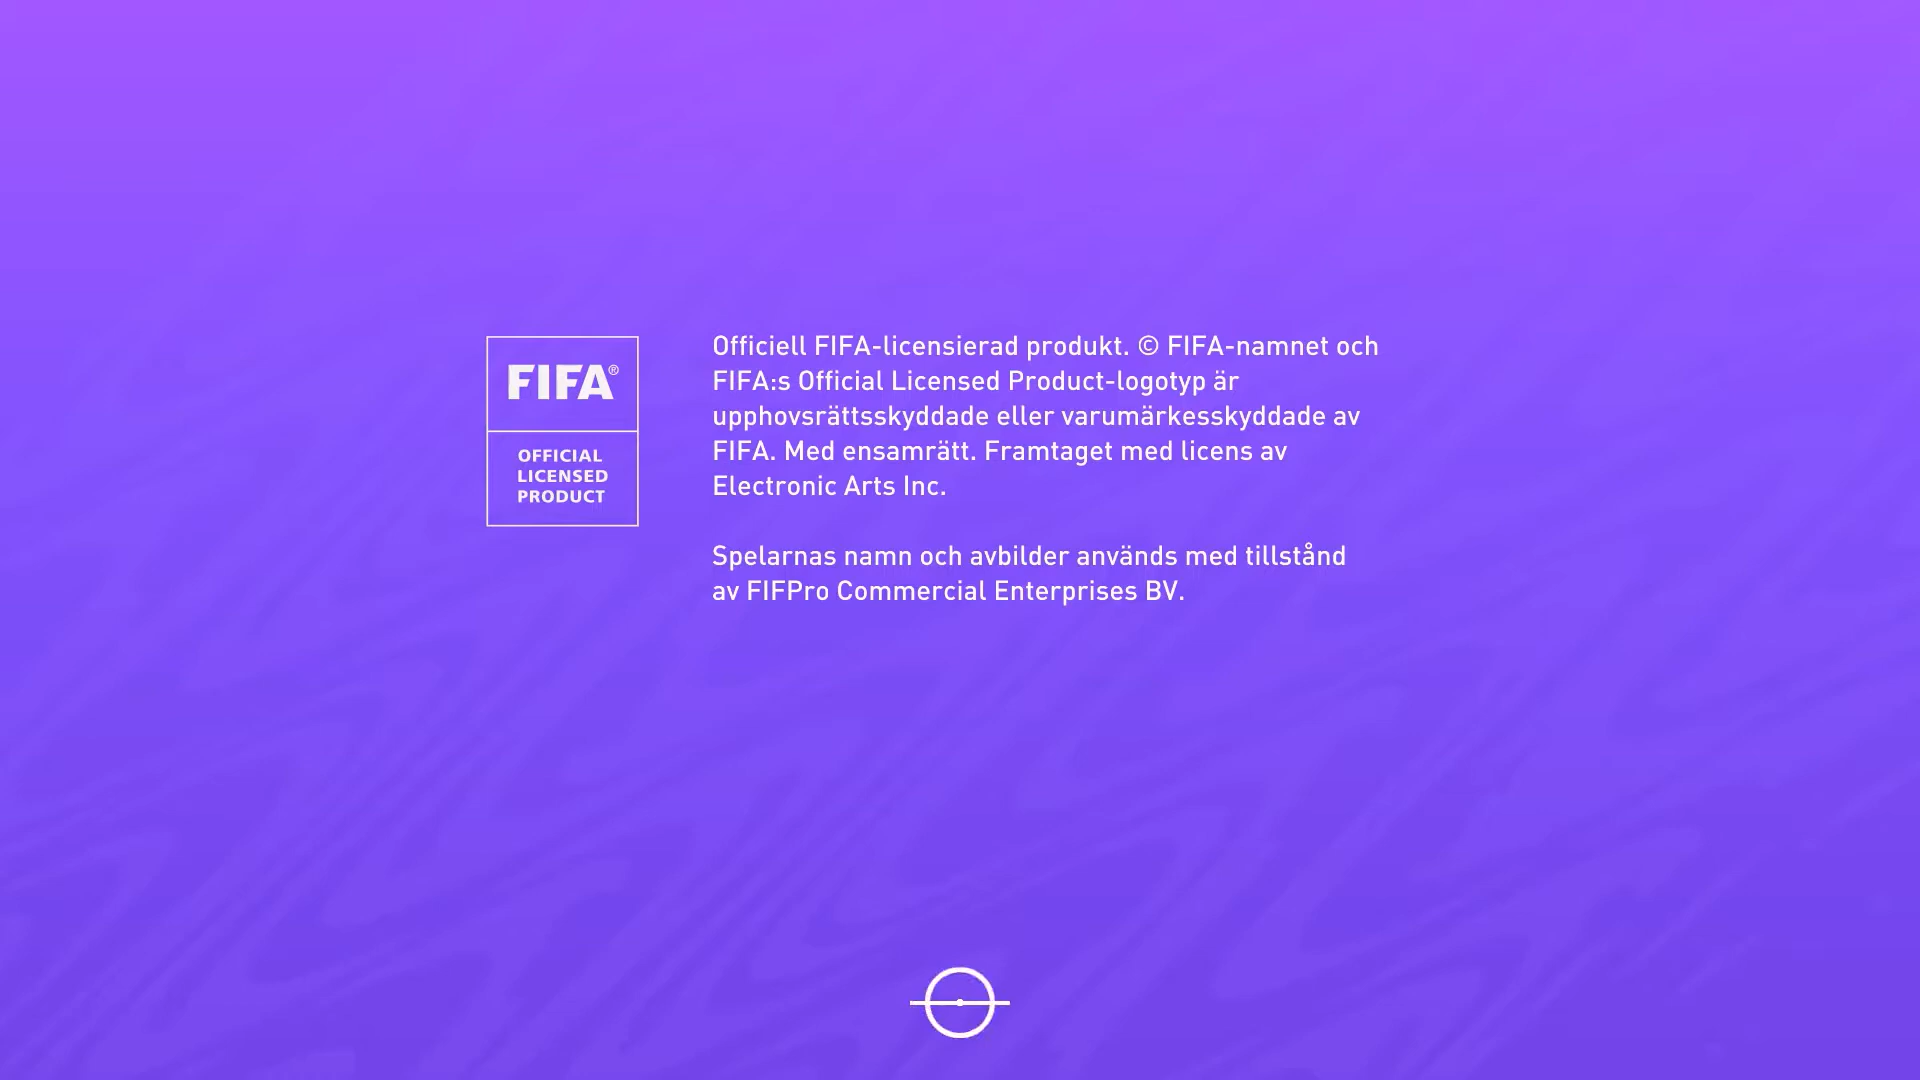 FIFA®
OFFICIAL
LICENSED
PRODUCT
Officiell FIFA-licensierad produkt. © FIFA-namnet och
FIFA:s Official Licensed Product-logotyp är
upphovsrättsskyddade eller varumärkesskyddade av
FIFA. Med ensamrätt. Framtaget med licens av
Electronic Arts Inc.
Spelarnas namn och avbilder används med tillstånd
av FIFPro Commercial Enterprises BV.